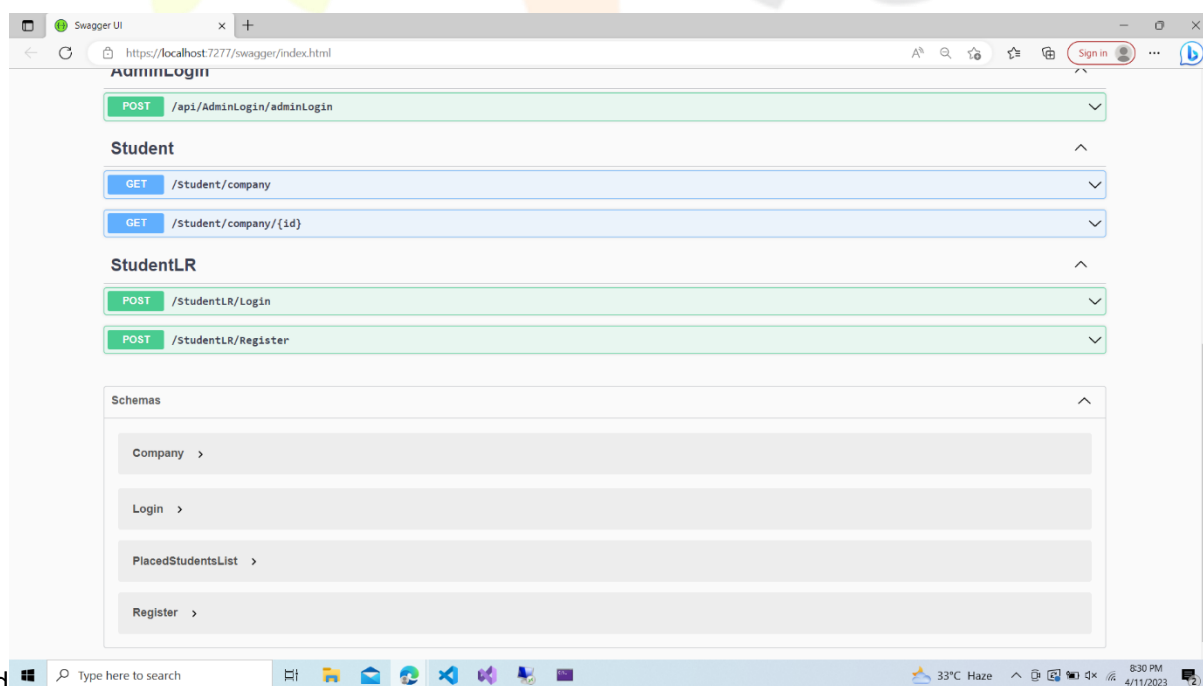 Swagger UI
https://localhost:7277/swagger/index.html
Sign in
AdminLogin
POST /api/AdminLogin/adminLogin
Student
GET /Student/company
GET /Student/company/{id}
StudentLR
POST /StudentLR/Login
POST /StudentLR/Register
Schemas
Company
Login
PlacedStudentsList
Register
d
Type here to search
33°C Haze
8:30 PM
4/11/2023
2